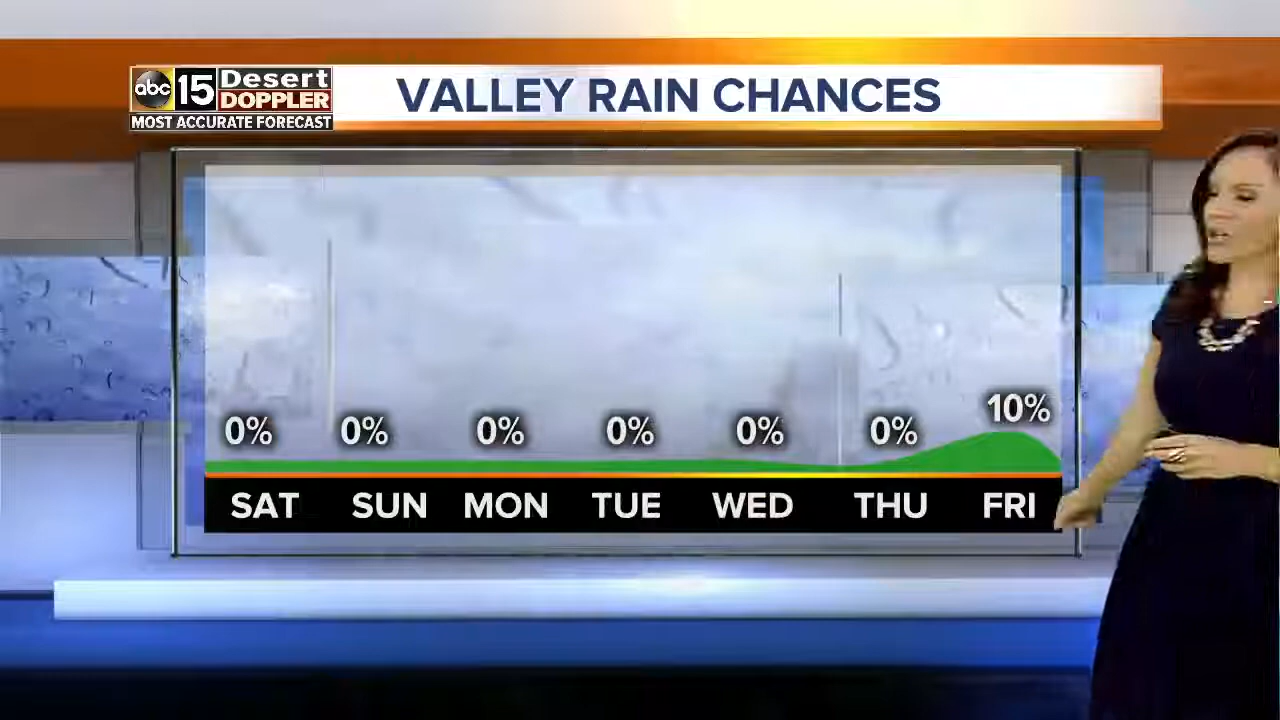 abc 15 Desert
DOPPLER
MOST ACCURATE FORECAST
VALLEY RAIN CHANCES
0% 0% 0% 0% 0% 0% 10%
SAT SUN MON TUE WED THU FRI